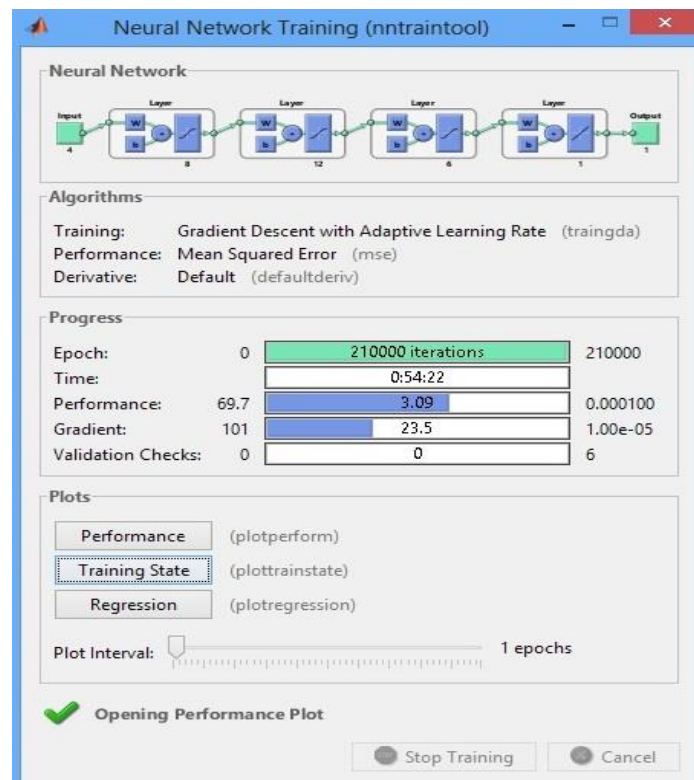 Neural Network Training (nntraintool)
Neural Network
Layer Layer Layer Layer
Input Output
W W W W
b b b b
4 8 12 6 1 1
Algorithms
Training: Gradient Descent with Adaptive Learning Rate (traingda)
Performance: Mean Squared Error (mse)
Derivative: Default (defaultderiv)
Progress
Epoch: 0 210000 iterations 210000
Time: 0:54:22
Performance: 69.7 3.09 0.000100
Gradient: 101 23.5 1.00e-05
Validation Checks: 0 0 6
Plots
Performance (plotperform)
Training State (plottrainstate)
Regression (plotregression)
Plot Interval: 1 epochs
Opening Performance Plot
Stop Training Cancel